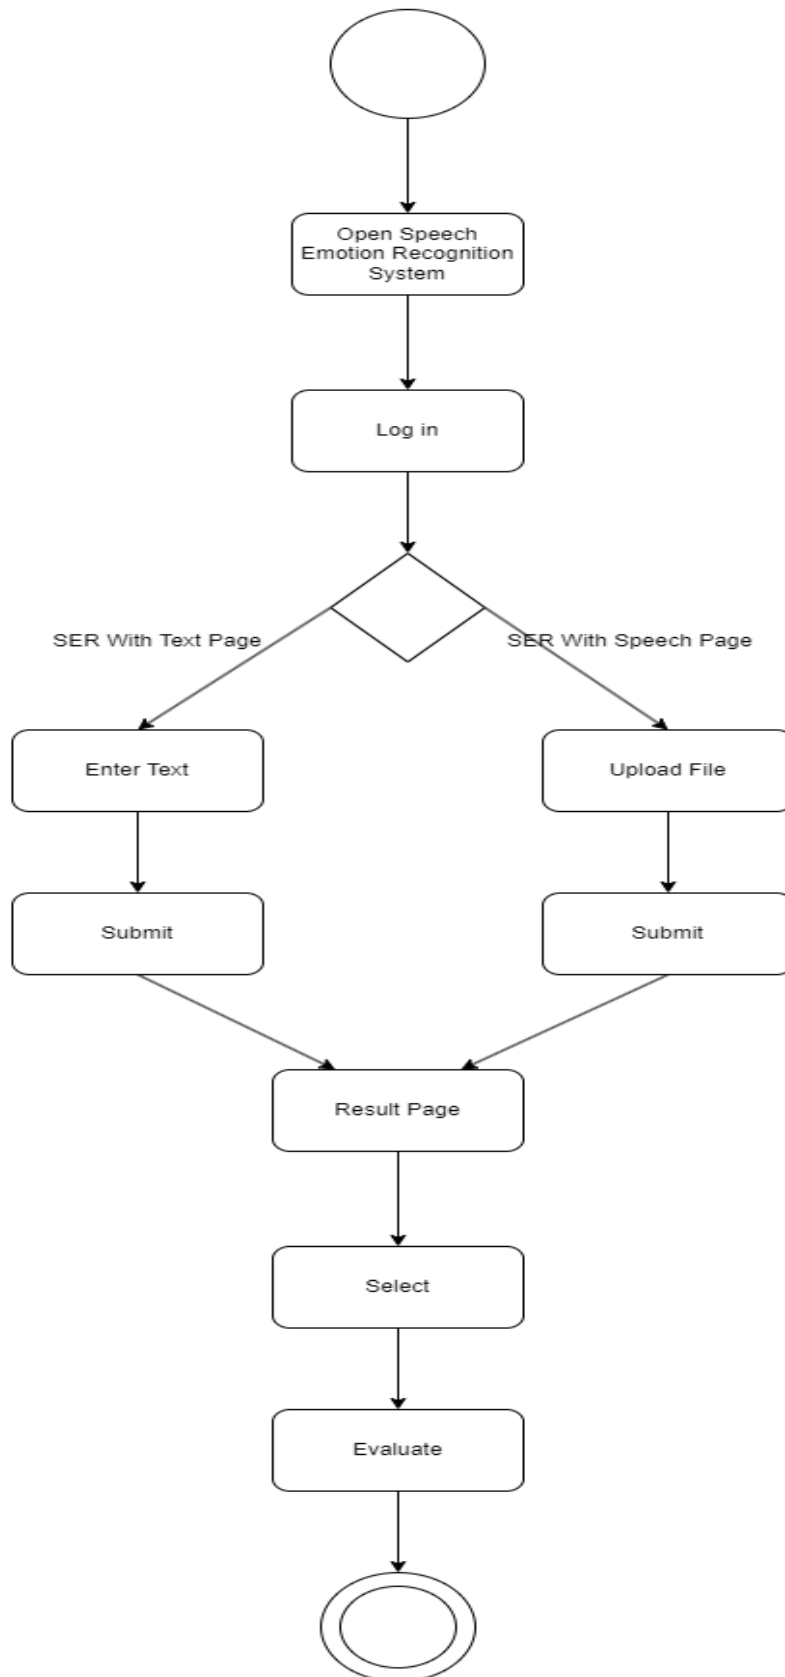 Open Speech
Emotion Recognition
System
Log in
SER With Text Page
SER With Speech Page
Enter Text
Upload File
Submit
Submit
Result Page
Select
Evaluate